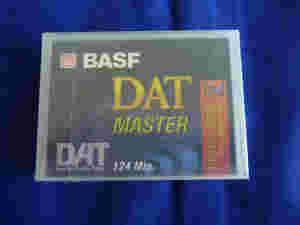 BASF
DAT
MASTER
DAT
124 Min.